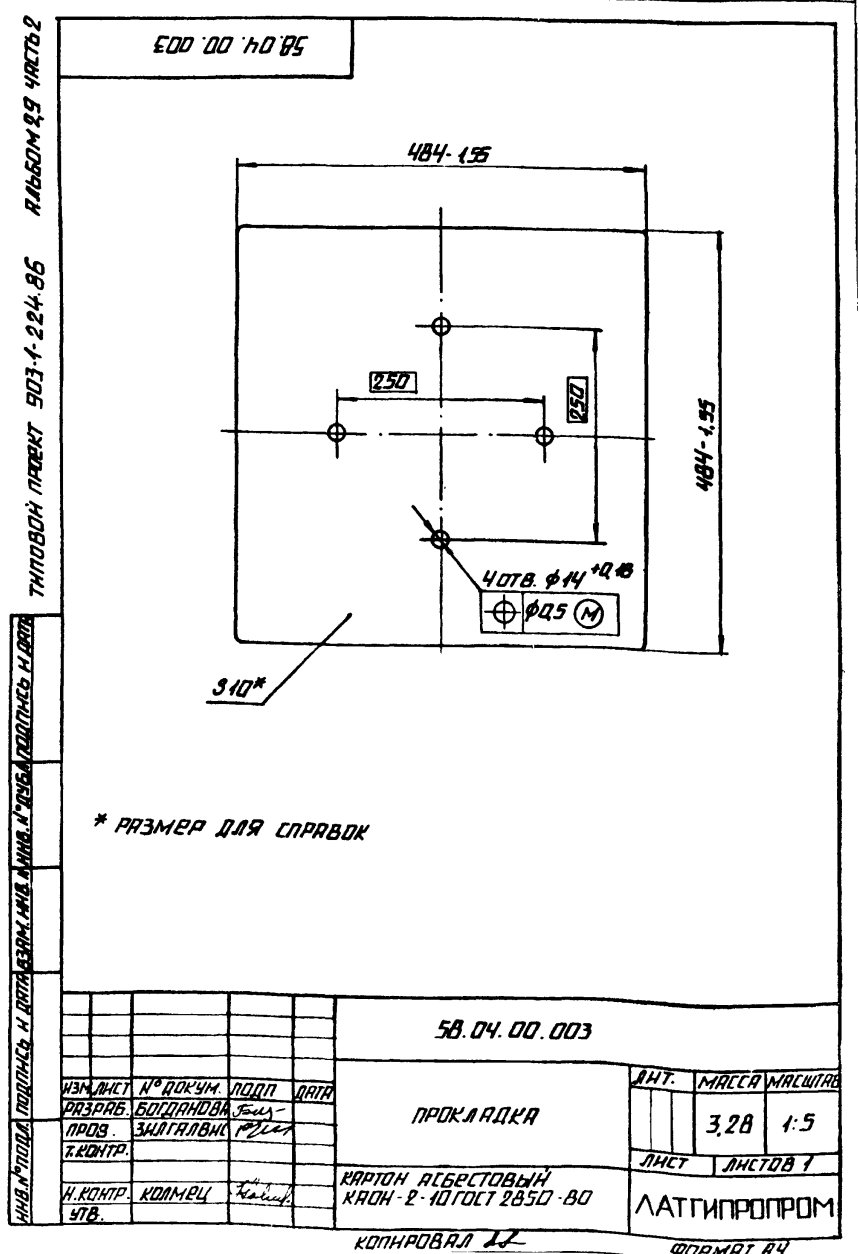 58.04.00.003
ТИПОВОЙ ПРОЕКТ 903-1-224.86 АЛЬБОМ 2,9 ЧАСТЬ 2
484-1,55
250
250
484-1,55
4 ОТВ. ϕ14 +0,18
ϕ0,5 (М)
S10*
* РАЗМЕР ДЛЯ СПРАВОК
ИНВ.№ ПОДЛ. ПОДПИСЬ И ДАТА ВЗАМ. ИНВ. № ИНВ. № ДУБЛ. ПОДПИСЬ И ДАТА
58.04.00.003
ИЗМ ЛИСТ № ДОКУМ. ПОДП ДАТА
РАЗРАБ. БОГДАНОВА
ПРОВ.
Т.КОНТР.
Н.КОНТР. КОЛМЕЦ
УТВ.
ПРОКЛАДКА
ЛИТ. МАССА МАСШТАБ
3,28 1:5
ЛИСТ ЛИСТОВ 1
КАРТОН АСБЕСТОВЫЙ
КАОН-2-10 ГОСТ 2850-80
ЛАТГИПРОПРОМ
КОПИРОВАЛ
ФОРМАТ А4